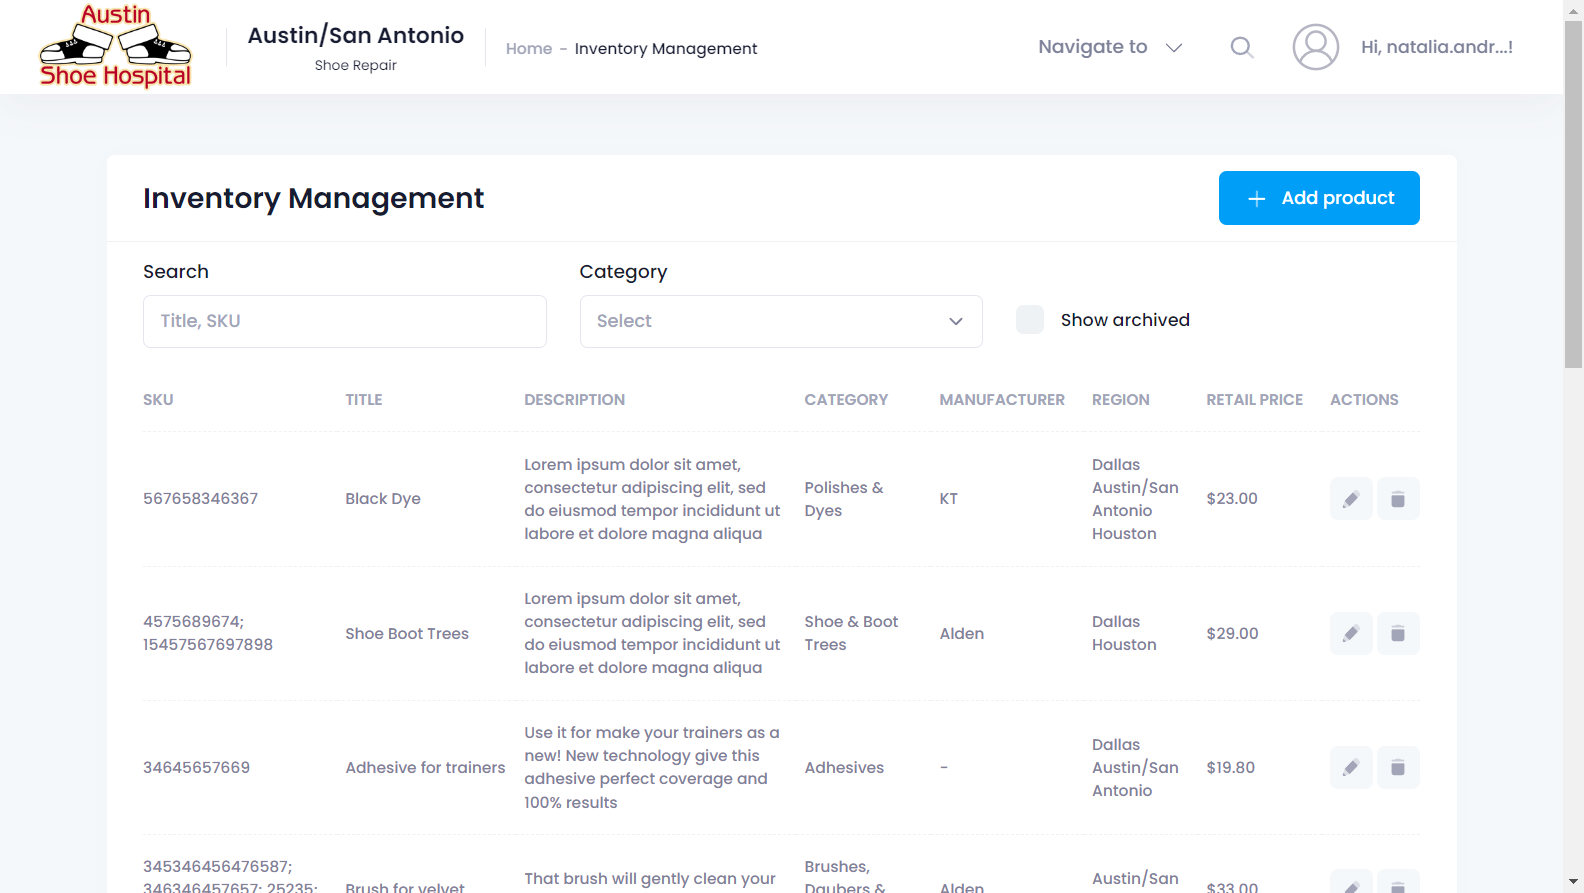 Austin
Shoe Hospital
Austin/San Antonio
Shoe Repair
Home - Inventory Management
Navigate to
Hi, natalia.andr...!
Inventory Management
Add product
Search
Category
Title, SKU
Select
Show archived
SKU TITLE DESCRIPTION CATEGORY MANUFACTURER REGION RETAIL PRICE ACTIONS
567658346367
Black Dye
Lorem ipsum dolor sit amet,
consectetur adipiscing elit, sed
do eiusmod tempor incididunt ut
labore et dolore magna aliqua
Polishes &
Dyes
KT
Dallas
Austin/San
Antonio
Houston
$23.00
4575689674;
15457567697898
Shoe Boot Trees
Lorem ipsum dolor sit amet,
consectetur adipiscing elit, sed
do eiusmod tempor incididunt ut
labore et dolore magna aliqua
Shoe & Boot
Trees
Alden
Dallas
Houston
$29.00
34645657669
Adhesive for trainers
Use it for make your trainers as a
new! New technology give this
adhesive perfect coverage and
100% results
Adhesives
-
Dallas
Austin/San
Antonio
$19.80
345346456476587;
346346457657; 25235;
Brush for velvet
That brush will gently clean your
Brushes,
Daubers &
Alden
Austin/San
$33.00